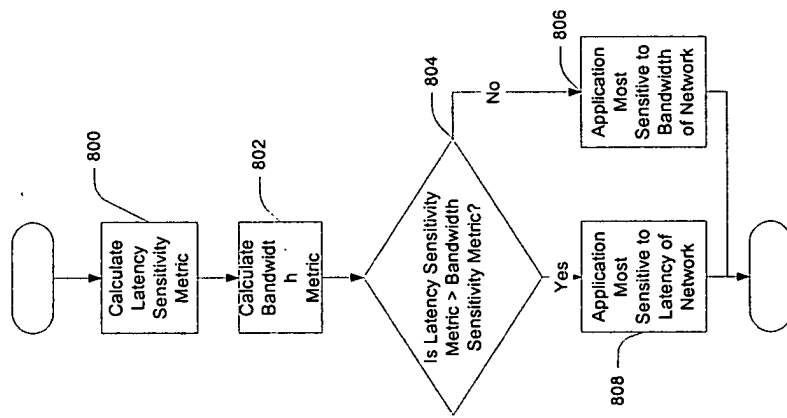 800
Calculate
Latency
Sensitivity
Metric
802
Calculate
Bandwidt
h
Metric
804
Is Latency Sensitivity
Metric > Bandwidth
Sensitivity Metric?
No
Yes
806
Application
Most
Sensitive to
Bandwidth
of Network
808
Application
Most
Sensitive to
Latency of
Network